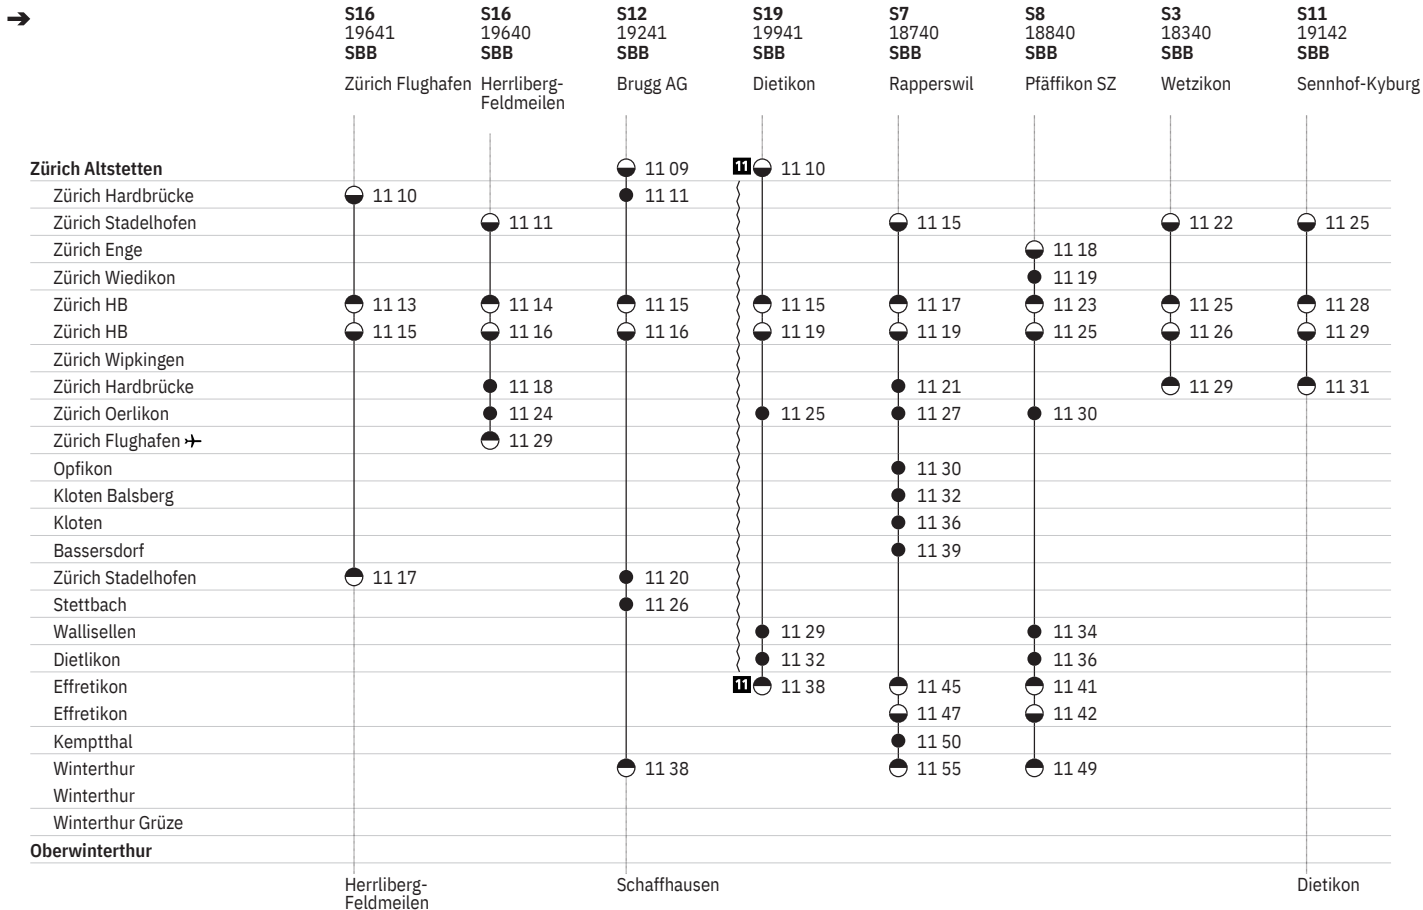 ➔ S16 S16 S12 S19 S7 S8 S3 S11
19641 19640 19241 19941 18740 18840 18340 19142
SBB SBB SBB SBB SBB SBB SBB SBB
Zürich Flughafen Herrliberg- Brugg AG Dietikon Rapperswil Pfäffikon SZ Wetzikon Sennhof-Kyburg
Feldmeilen
Zürich Altstetten 11 09 11 11 10
Zürich Hardbrücke 11 10 11 11
Zürich Stadelhofen 11 11 11 15 11 22 11 25
Zürich Enge 11 18
Zürich Wiedikon 11 19
Zürich HB 11 13 11 14 11 15 11 15 11 17 11 23 11 25 11 28
Zürich HB 11 15 11 16 11 16 11 19 11 19 11 25 11 26 11 29
Zürich Wipkingen
Zürich Hardbrücke 11 18 11 21 11 29 11 31
Zürich Oerlikon 11 24 11 25 11 27 11 30
Zürich Flughafen 11 29
Opfikon 11 30
Kloten Balsberg 11 32
Kloten 11 36
Bassersdorf 11 39
Zürich Stadelhofen 11 17 11 20
Stettbach 11 26
Wallisellen 11 29 11 34
Dietlikon 11 32 11 36
Effretikon 11 11 38 11 45 11 41
Effretikon 11 47 11 42
Kemptthal 11 50
Winterthur 11 38 11 55 11 49
Winterthur
Winterthur Grüze
Oberwinterthur
Herrliberg- Schaffhausen Dietikon
Feldmeilen